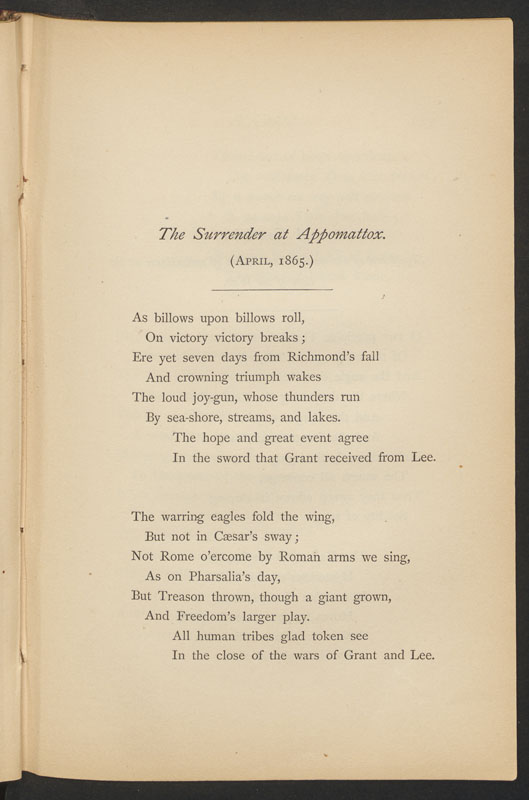 The Surrender at Appomattox.
(April, 1865.)
As billows upon billows roll,
On victory victory breaks;
Ere yet seven days from Richmond's fall
And crowning triumph wakes
The loud joy-gun, whose thunders run
By sea-shore, streams, and lakes.
The hope and great event agree
In the sword that Grant received from Lee.
The warring eagles fold the wing,
But not in Cæsar's sway;
Not Rome o'ercome by Roman arms we sing,
As on Pharsalia's day,
But Treason thrown, though a giant grown,
And Freedom's larger play.
All human tribes glad token see
In the close of the wars of Grant and Lee.